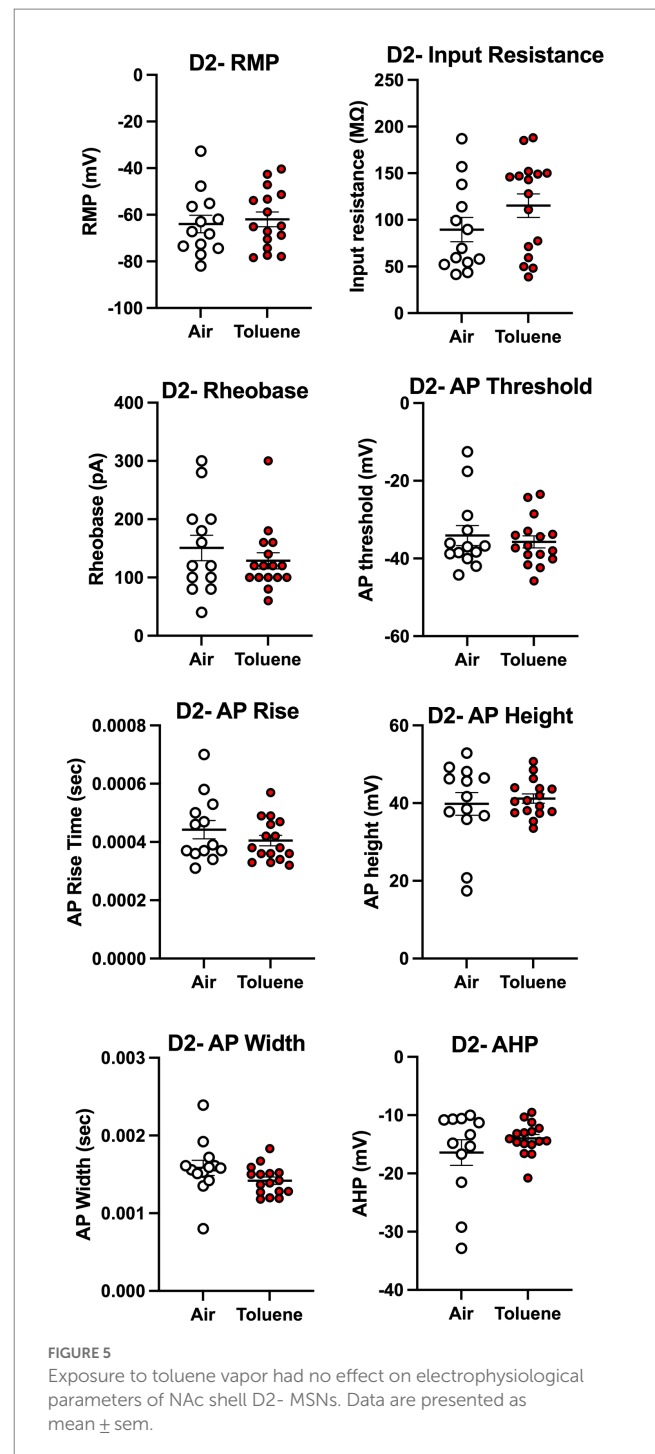 D2- RMP
0
-20
-40
-60
-80
-100
RMP (mV)
Air Toluene
D2- Input Resistance
250
200
150
100
50
0
Input resistance (MΩ)
Air Toluene
D2- Rheobase
400
300
200
100
0
Rheobase (pA)
Air Toluene
D2- AP Threshold
0
-20
-40
-60
AP threshold (mV)
Air Toluene
D2- AP Rise
0.0008
0.0006
0.0004
0.0002
0.0000
AP Rise Time (sec)
Air Toluene
D2- AP Height
60
40
20
0
AP height (mV)
Air Toluene
D2- AP Width
0.003
0.002
0.001
0.000
AP Width (sec)
Air Toluene
D2- AHP
0
-10
-20
-30
-40
AHP (mV)
Air Toluene
FIGURE 5
Exposure to toluene vapor had no effect on electrophysiological
parameters of NAc shell D2- MSNs. Data are presented as
mean ± sem.